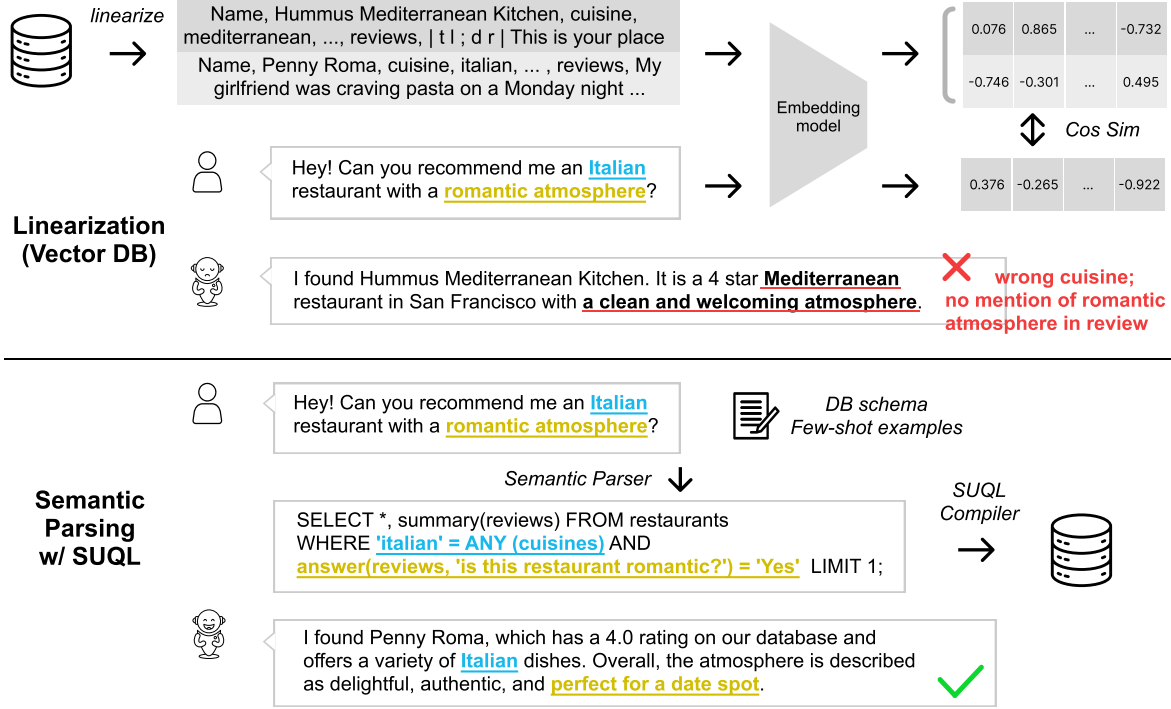 linearize
Name, Hummus Mediterranean Kitchen, cuisine,
mediterranean, ..., reviews, | t l ; d r | This is your place
Name, Penny Roma, cuisine, italian, ... , reviews, My
girlfriend was craving pasta on a Monday night ...
Embedding
model
0.076 0.865 ... -0.732
-0.746 -0.301 ... 0.495
Cos Sim
0.376 -0.265 ... -0.922
Hey! Can you recommend me an Italian
restaurant with a romantic atmosphere?
Linearization
(Vector DB)
I found Hummus Mediterranean Kitchen. It is a 4 star Mediterranean
restaurant in San Francisco with a clean and welcoming atmosphere.
wrong cuisine;
no mention of romantic
atmosphere in review
Hey! Can you recommend me an Italian
restaurant with a romantic atmosphere?
DB schema
Few-shot examples
Semantic Parser
Semantic
Parsing
w/ SUQL
SELECT *, summary(reviews) FROM restaurants
WHERE 'italian' = ANY (cuisines) AND
answer(reviews, 'is this restaurant romantic?') = 'Yes' LIMIT 1;
SUQL
Compiler
I found Penny Roma, which has a 4.0 rating on our database and
offers a variety of Italian dishes. Overall, the atmosphere is described
as delightful, authentic, and perfect for a date spot.